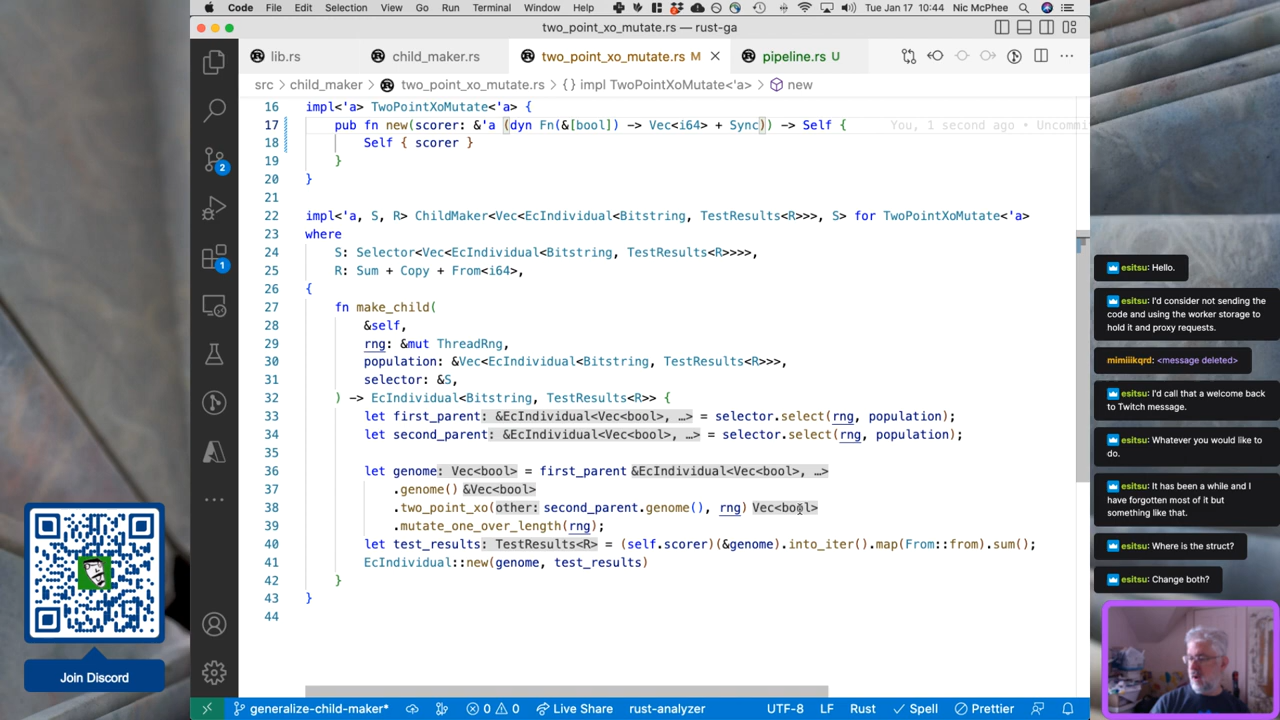 Code File Edit Selection View Go Run Terminal Window Help Tue Jan 17 10:44 Nic McPhee
two_point_xo_mutate.rs — rust-ga
lib.rs child_maker.rs two_point_xo_mutate.rs M pipeline.rs U
src > child_maker > two_point_xo_mutate.rs > {} impl TwoPointXoMutate<'a> > new
16 impl<'a> TwoPointXoMutate<'a> {
17 pub fn new(scorer: &'a (dyn Fn(&[bool]) -> Vec<i64> + Sync)) -> Self { You, 1 second ago • Uncommi
18 Self { scorer }
19 }
20 }
21
22 impl<'a, S, R> ChildMaker<Vec<EcIndividual<Bitstring, TestResults<R>>>, S> for TwoPointXoMutate<'a>
23 where
24 S: Selector<Vec<EcIndividual<Bitstring, TestResults<R>>>>,
25 R: Sum + Copy + From<i64>,
26 {
27 fn make_child(
28 &self,
29 rng: &mut ThreadRng,
30 population: &Vec<EcIndividual<Bitstring, TestResults<R>>>,
31 selector: &S,
32 ) -> EcIndividual<Bitstring, TestResults<R>> {
33 let first_parent: &EcIndividual<Vec<bool>, …> = selector.select(rng, population);
34 let second_parent: &EcIndividual<Vec<bool>, …> = selector.select(rng, population);
35
36 let genome: Vec<bool> = first_parent &EcIndividual<Vec<bool>, …>
37 .genome() &Vec<bool>
38 .two_point_xo(other: second_parent.genome(), rng) Vec<bool>
39 .mutate_one_over_length(rng);
40 let test_results: TestResults<R> = (self.scorer)(&genome).into_iter().map(From::from).sum();
41 EcIndividual::new(genome, test_results)
42 }
43 }
44
2
1
generalize-child-maker* 0 0 Live Share rust-analyzer UTF-8 LF Rust Spell Prettier
Join Discord
esitsu: Hello.
esitsu: I'd consider not sending the
code and using the worker storage to
hold it and proxy requests.
mimiiikqrd: <message deleted>
esitsu: I'd call that a welcome back
to Twitch message.
esitsu: Whatever you would like to
do.
esitsu: It has been a while and I
have forgotten most of it but
something like that.
esitsu: Where is the struct?
esitsu: Change both?